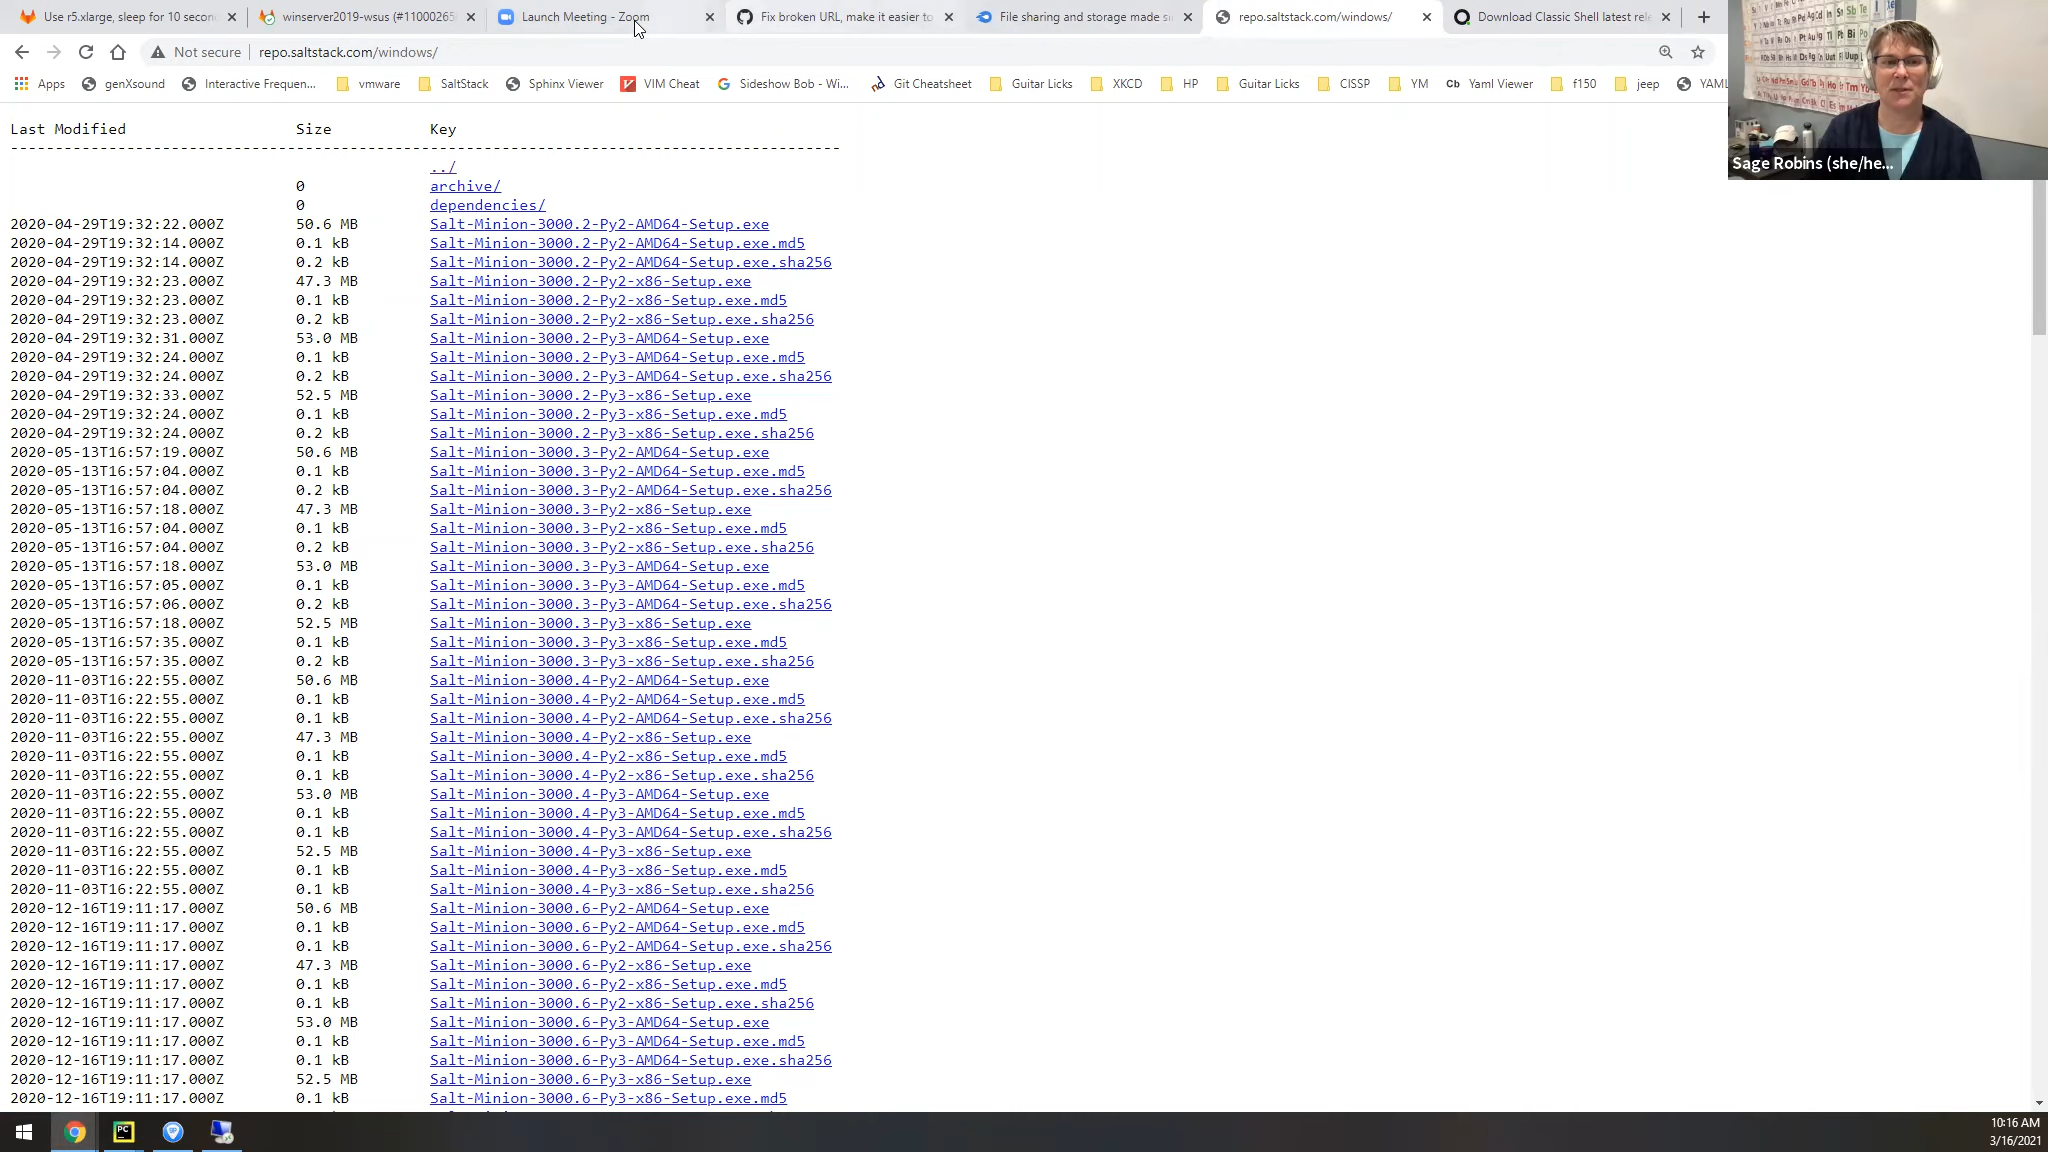 Use r5.xlarge, sleep for 10 secon
winserver2019-wsus (#11000265
Launch Meeting - Zoom
Fix broken URL, make it easier to
File sharing and storage made si
repo.saltstack.com/windows/
Download Classic Shell latest rel
Not secure
repo.saltstack.com/windows/
Apps
genXsound
Interactive Frequen...
vmware
SaltStack
Sphinx Viewer
VIM Cheat
Sideshow Bob - Wi...
Git Cheatsheet
Guitar Licks
XKCD
HP
Guitar Licks
CISSP
YM
Cb Yaml Viewer
f150
jeep
YAML
Sage Robins (she/he...
Last Modified Size Key
--------------------------------------------------------------------------------------------
../
0 archive/
0 dependencies/
2020-04-29T19:32:22.000Z 50.6 MB Salt-Minion-3000.2-Py2-AMD64-Setup.exe
2020-04-29T19:32:14.000Z 0.1 kB Salt-Minion-3000.2-Py2-AMD64-Setup.exe.md5
2020-04-29T19:32:14.000Z 0.2 kB Salt-Minion-3000.2-Py2-AMD64-Setup.exe.sha256
2020-04-29T19:32:23.000Z 47.3 MB Salt-Minion-3000.2-Py2-x86-Setup.exe
2020-04-29T19:32:23.000Z 0.1 kB Salt-Minion-3000.2-Py2-x86-Setup.exe.md5
2020-04-29T19:32:23.000Z 0.2 kB Salt-Minion-3000.2-Py2-x86-Setup.exe.sha256
2020-04-29T19:32:31.000Z 53.0 MB Salt-Minion-3000.2-Py3-AMD64-Setup.exe
2020-04-29T19:32:24.000Z 0.1 kB Salt-Minion-3000.2-Py3-AMD64-Setup.exe.md5
2020-04-29T19:32:24.000Z 0.2 kB Salt-Minion-3000.2-Py3-AMD64-Setup.exe.sha256
2020-04-29T19:32:33.000Z 52.5 MB Salt-Minion-3000.2-Py3-x86-Setup.exe
2020-04-29T19:32:24.000Z 0.1 kB Salt-Minion-3000.2-Py3-x86-Setup.exe.md5
2020-04-29T19:32:24.000Z 0.2 kB Salt-Minion-3000.2-Py3-x86-Setup.exe.sha256
2020-05-13T16:57:19.000Z 50.6 MB Salt-Minion-3000.3-Py2-AMD64-Setup.exe
2020-05-13T16:57:04.000Z 0.1 kB Salt-Minion-3000.3-Py2-AMD64-Setup.exe.md5
2020-05-13T16:57:04.000Z 0.2 kB Salt-Minion-3000.3-Py2-AMD64-Setup.exe.sha256
2020-05-13T16:57:18.000Z 47.3 MB Salt-Minion-3000.3-Py2-x86-Setup.exe
2020-05-13T16:57:04.000Z 0.1 kB Salt-Minion-3000.3-Py2-x86-Setup.exe.md5
2020-05-13T16:57:04.000Z 0.2 kB Salt-Minion-3000.3-Py2-x86-Setup.exe.sha256
2020-05-13T16:57:18.000Z 53.0 MB Salt-Minion-3000.3-Py3-AMD64-Setup.exe
2020-05-13T16:57:05.000Z 0.1 kB Salt-Minion-3000.3-Py3-AMD64-Setup.exe.md5
2020-05-13T16:57:06.000Z 0.2 kB Salt-Minion-3000.3-Py3-AMD64-Setup.exe.sha256
2020-05-13T16:57:18.000Z 52.5 MB Salt-Minion-3000.3-Py3-x86-Setup.exe
2020-05-13T16:57:35.000Z 0.1 kB Salt-Minion-3000.3-Py3-x86-Setup.exe.md5
2020-05-13T16:57:35.000Z 0.2 kB Salt-Minion-3000.3-Py3-x86-Setup.exe.sha256
2020-11-03T16:22:55.000Z 50.6 MB Salt-Minion-3000.4-Py2-AMD64-Setup.exe
2020-11-03T16:22:55.000Z 0.1 kB Salt-Minion-3000.4-Py2-AMD64-Setup.exe.md5
2020-11-03T16:22:55.000Z 0.1 kB Salt-Minion-3000.4-Py2-AMD64-Setup.exe.sha256
2020-11-03T16:22:55.000Z 47.3 MB Salt-Minion-3000.4-Py2-x86-Setup.exe
2020-11-03T16:22:55.000Z 0.1 kB Salt-Minion-3000.4-Py2-x86-Setup.exe.md5
2020-11-03T16:22:55.000Z 0.1 kB Salt-Minion-3000.4-Py2-x86-Setup.exe.sha256
2020-11-03T16:22:55.000Z 53.0 MB Salt-Minion-3000.4-Py3-AMD64-Setup.exe
2020-11-03T16:22:55.000Z 0.1 kB Salt-Minion-3000.4-Py3-AMD64-Setup.exe.md5
2020-11-03T16:22:55.000Z 0.1 kB Salt-Minion-3000.4-Py3-AMD64-Setup.exe.sha256
2020-11-03T16:22:55.000Z 52.5 MB Salt-Minion-3000.4-Py3-x86-Setup.exe
2020-11-03T16:22:55.000Z 0.1 kB Salt-Minion-3000.4-Py3-x86-Setup.exe.md5
2020-11-03T16:22:55.000Z 0.1 kB Salt-Minion-3000.4-Py3-x86-Setup.exe.sha256
2020-12-16T19:11:17.000Z 50.6 MB Salt-Minion-3000.6-Py2-AMD64-Setup.exe
2020-12-16T19:11:17.000Z 0.1 kB Salt-Minion-3000.6-Py2-AMD64-Setup.exe.md5
2020-12-16T19:11:17.000Z 0.1 kB Salt-Minion-3000.6-Py2-AMD64-Setup.exe.sha256
2020-12-16T19:11:17.000Z 47.3 MB Salt-Minion-3000.6-Py2-x86-Setup.exe
2020-12-16T19:11:17.000Z 0.1 kB Salt-Minion-3000.6-Py2-x86-Setup.exe.md5
2020-12-16T19:11:17.000Z 0.1 kB Salt-Minion-3000.6-Py2-x86-Setup.exe.sha256
2020-12-16T19:11:17.000Z 53.0 MB Salt-Minion-3000.6-Py3-AMD64-Setup.exe
2020-12-16T19:11:17.000Z 0.1 kB Salt-Minion-3000.6-Py3-AMD64-Setup.exe.md5
2020-12-16T19:11:17.000Z 0.1 kB Salt-Minion-3000.6-Py3-AMD64-Setup.exe.sha256
2020-12-16T19:11:17.000Z 52.5 MB Salt-Minion-3000.6-Py3-x86-Setup.exe
2020-12-16T19:11:17.000Z 0.1 kB Salt-Minion-3000.6-Py3-x86-Setup.exe.md5
PC
10:16 AM
3/16/2021